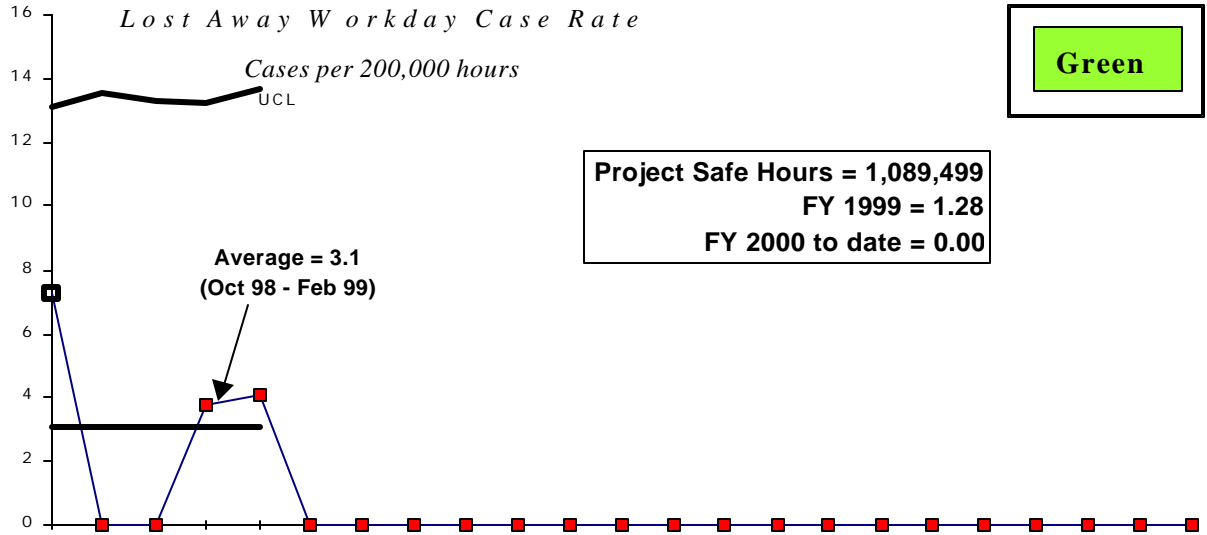 Lost Away Workday Case Rate
Cases per 200,000 hours
Green
16
14
12
10
8
6
4
2
0
UCL
Project Safe Hours = 1,089,499
FY 1999 = 1.28
FY 2000 to date = 0.00
Average = 3.1
(Oct 98 - Feb 99)